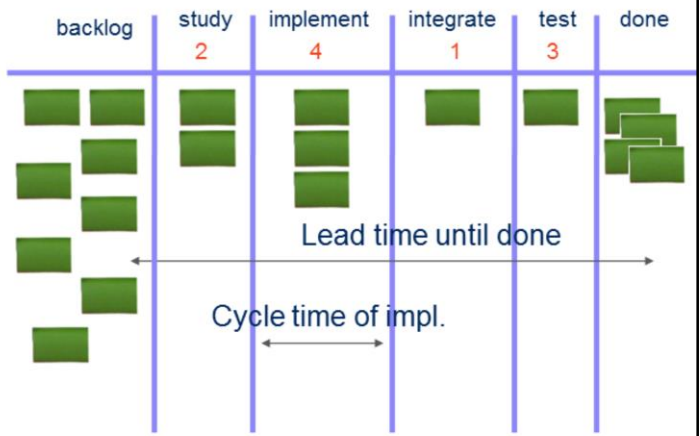 backlog
study
implement
integrate
test
done
2
4
1
3
Lead time until done
Cycle time of impl.